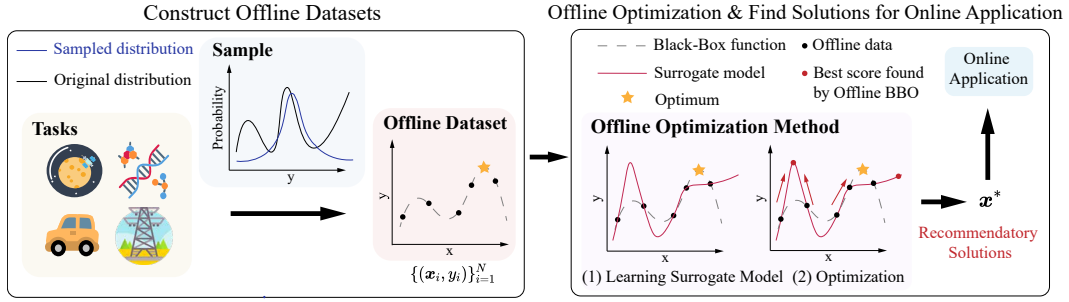 Construct Offline Datasets
Sampled distribution
Original distribution
Sample
Probability
y
Tasks
Offline Dataset
y
x
{(x_i, y_i)}_{i=1}^N
Offline Optimization & Find Solutions for Online Application
Black-Box function
Offline data
Surrogate model
Best score found
by Offline BBO
Optimum
Online
Application
Offline Optimization Method
y
x
y
x
(1) Learning Surrogate Model
(2) Optimization
x*
Recommendatory
Solutions